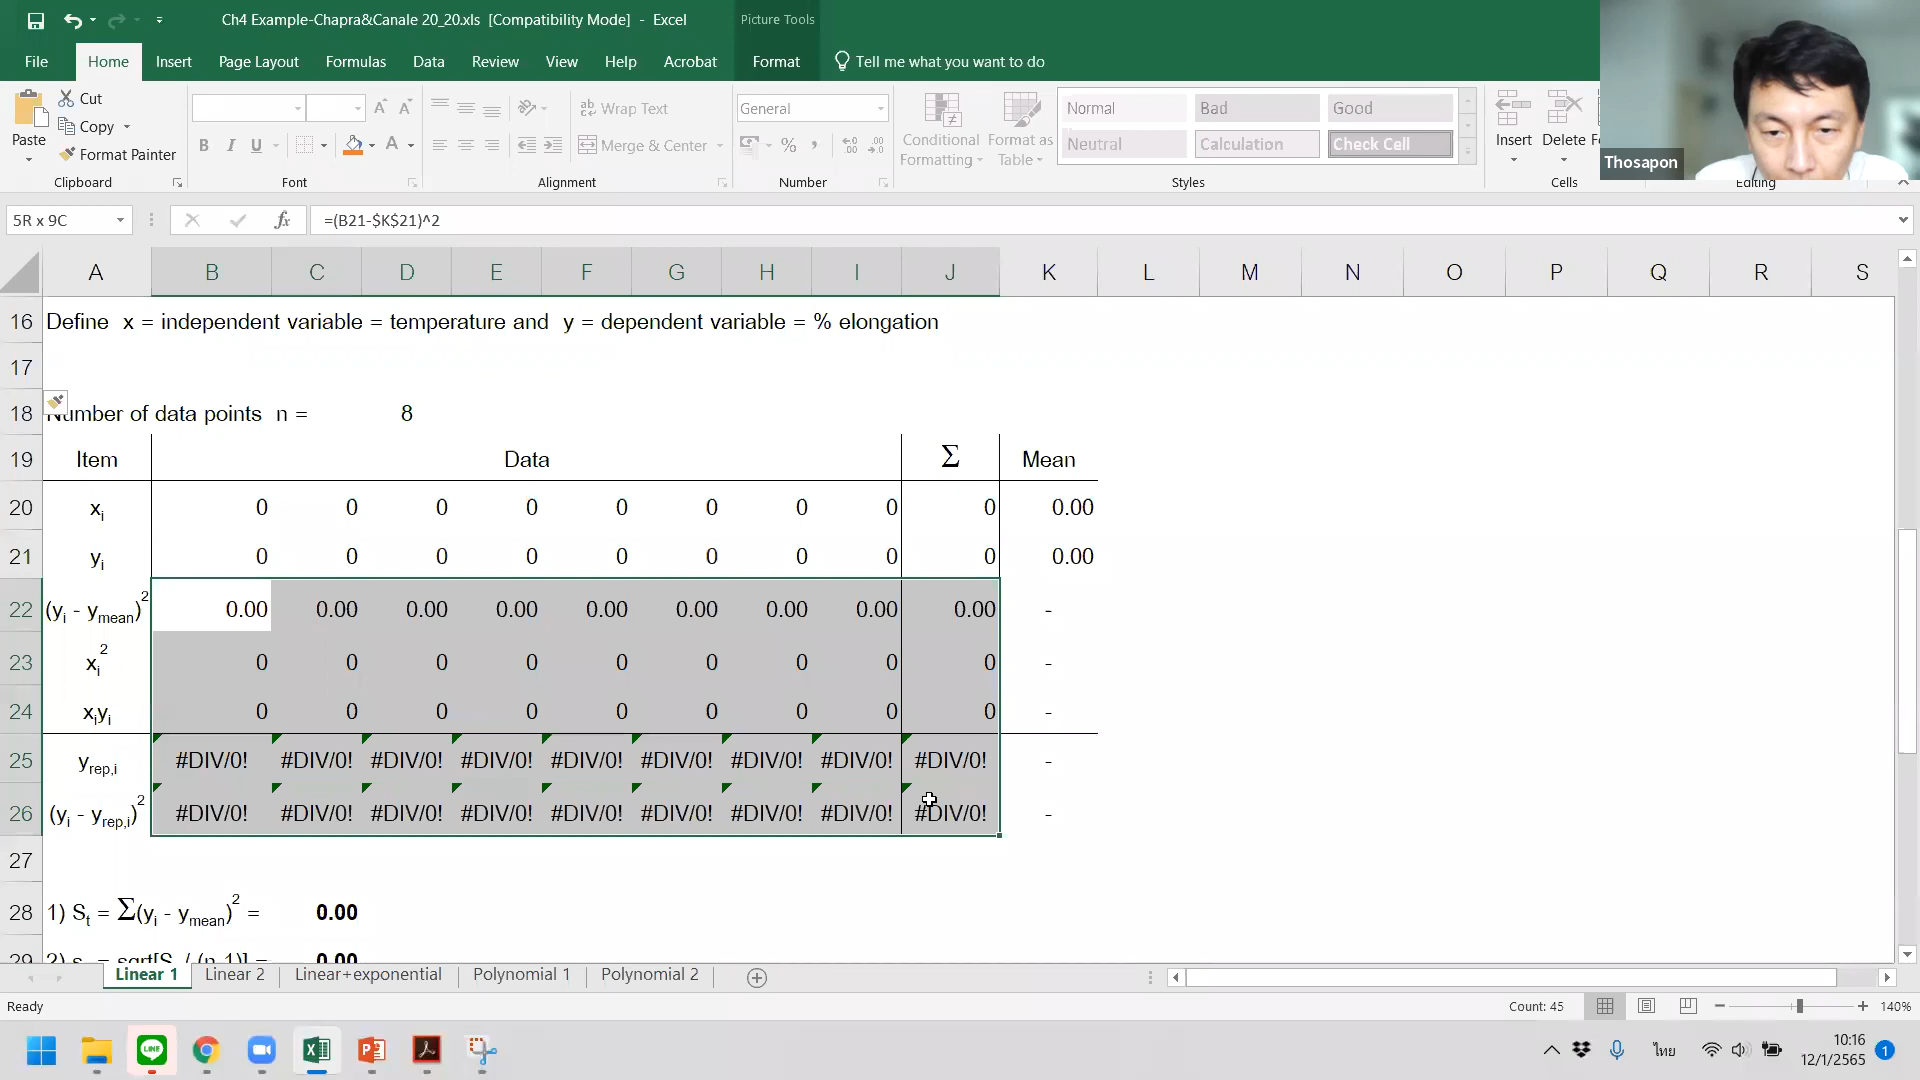 Ch4 Example-Chapra&Canale 20_20.xls  [Compatibility Mode]  -  Excel
Picture Tools
File Home Insert Page Layout Formulas Data Review View Help Acrobat Format Tell me what you want to do
Paste
Cut
Copy
Format Painter
Clipboard
B I U
A A
A
Font
ab Wrap Text
Merge & Center
Alignment
General
%
Number
Conditional Formatting
Format as Table
Normal Bad Good
Neutral Calculation Check Cell
Styles
Insert Delete
Cells
Editing
Thosapon
5R x 9C fx =(B21-$K$21)^2
A B C D E F G H I J K L M N O P Q R S
16 Define x = independent variable = temperature and y = dependent variable = % elongation
17
18 Number of data points n = 8
19 Item Data Σ Mean
20 xi 0 0 0 0 0 0 0 0 0 0.00
21 yi 0 0 0 0 0 0 0 0 0 0.00
22 (yi - ymean)2 0.00 0.00 0.00 0.00 0.00 0.00 0.00 0.00 0.00 -
23 xi2 0 0 0 0 0 0 0 0 0 -
24 xiyi 0 0 0 0 0 0 0 0 0 -
25 yrep,i #DIV/0! #DIV/0! #DIV/0! #DIV/0! #DIV/0! #DIV/0! #DIV/0! #DIV/0! #DIV/0! -
26 (yi - yrep,i)2 #DIV/0! #DIV/0! #DIV/0! #DIV/0! #DIV/0! #DIV/0! #DIV/0! #DIV/0! #DIV/0! -
27
28 1) St = Σ(yi - ymean)2 = 0.00
29 2) s = sqrt[S / (n-1)] = 0.00
Linear 1 Linear 2 Linear+exponential Polynomial 1 Polynomial 2
Ready Count: 45 140%
LINE
ไทย
10:16
12/1/2565
1